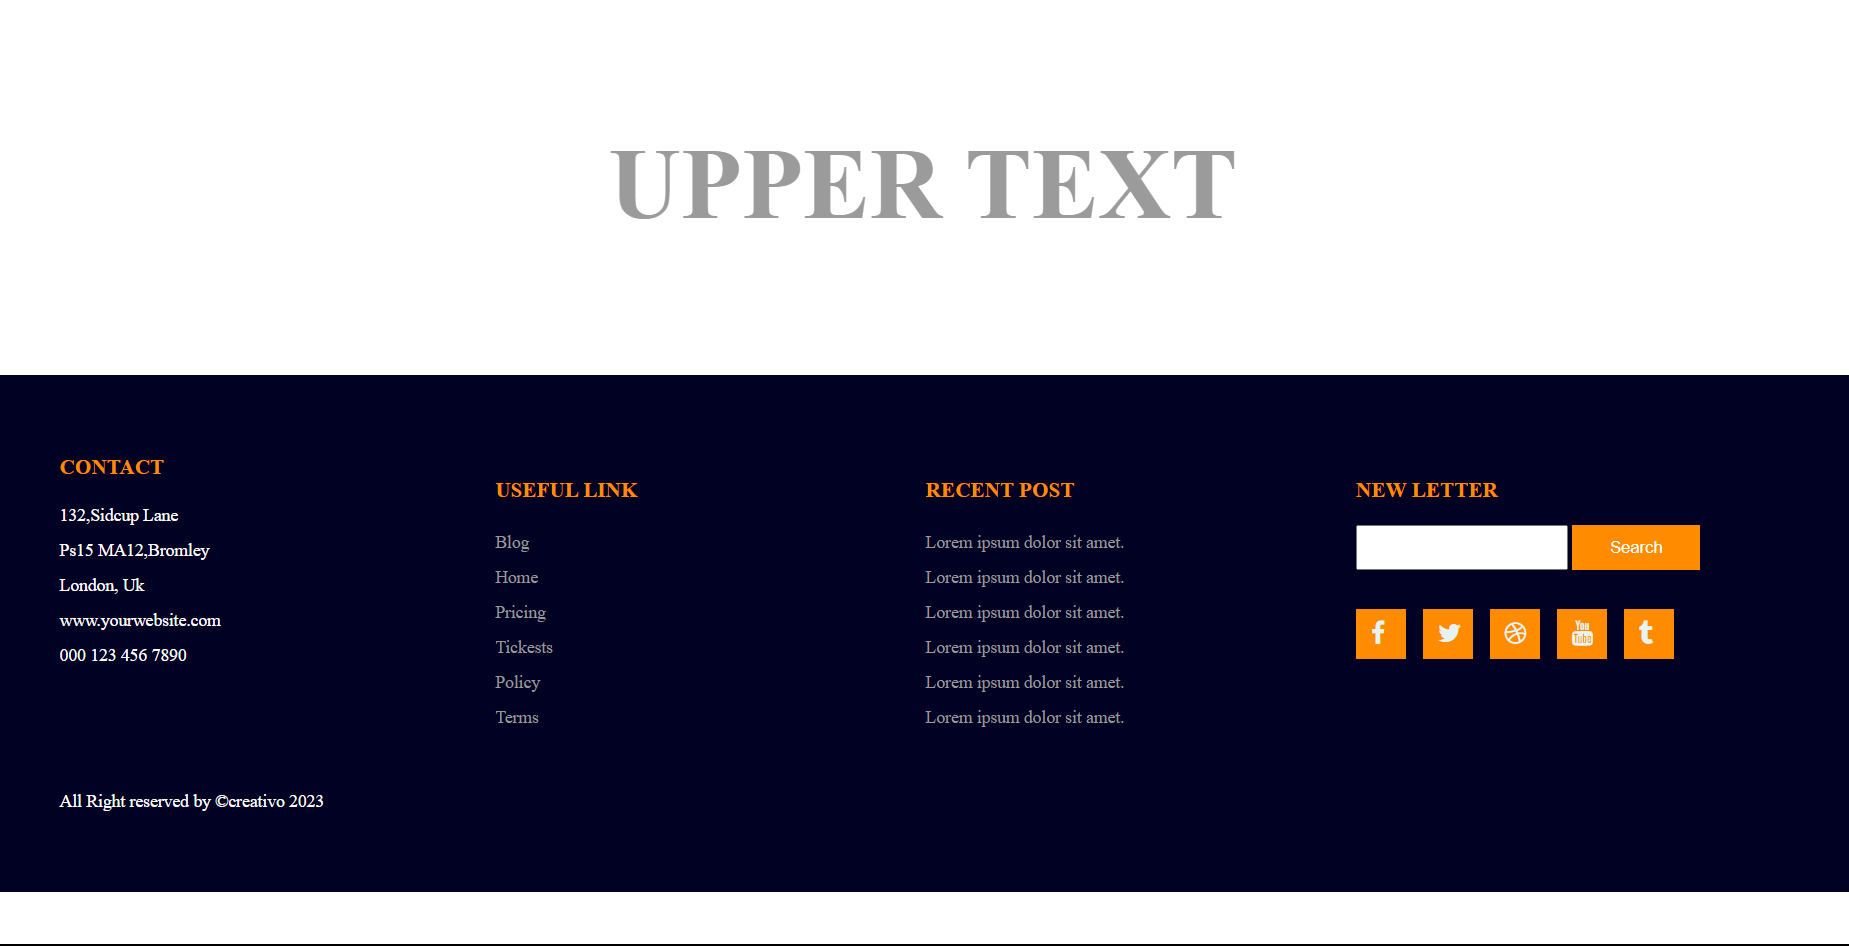 UPPER TEXT
CONTACT
132,Sidcup Lane
Ps15 MA12,Bromley
London, Uk
www.yourwebsite.com
000 123 456 7890
USEFUL LINK
Blog
Home
Pricing
Tickests
Policy
Terms
RECENT POST
Lorem ipsum dolor sit amet.
Lorem ipsum dolor sit amet.
Lorem ipsum dolor sit amet.
Lorem ipsum dolor sit amet.
Lorem ipsum dolor sit amet.
Lorem ipsum dolor sit amet.
NEW LETTER
Search
f
You
Tube
t
All Right reserved by ©creativo 2023